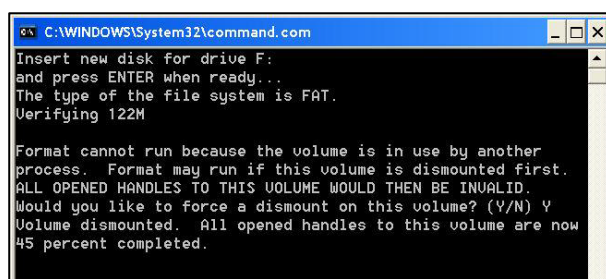 C:\WINDOWS\System32\command.com
Insert new disk for drive F:
and press ENTER when ready...
The type of the file system is FAT.
Verifying 122M
Format cannot run because the volume is in use by another
process.  Format may run if this volume is dismounted first.
ALL OPENED HANDLES TO THIS VOLUME WOULD THEN BE INVALID.
Would you like to force a dismount on this volume? (Y/N) Y
Volume dismounted.  All opened handles to this volume are now
45 percent completed.